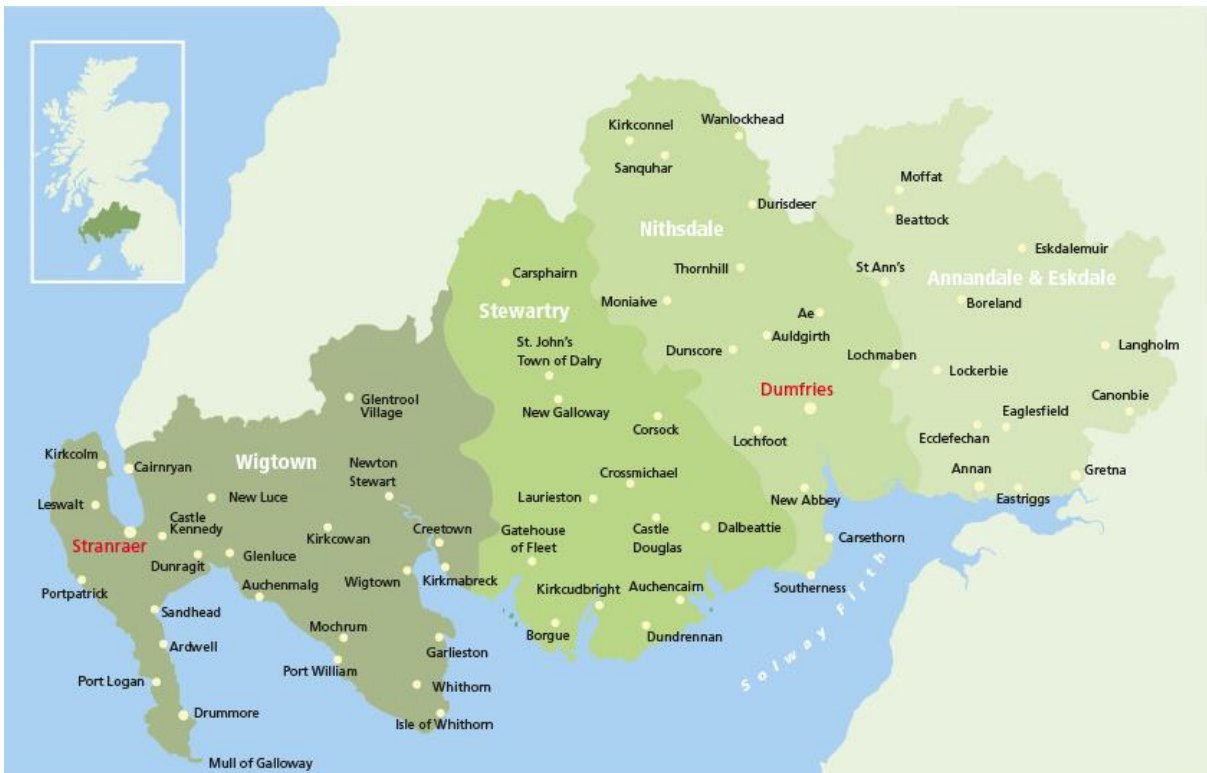 Kirkconnel
Wanlockhead
Sanquhar
Moffat
Durisdeer
Beattock
Nithsdale
Eskdalemuir
Thornhill
St Ann's
Carsphairn
Annandale & Eskdale
Moniaive
Boreland
Stewartry
Ae
St. John's
Town of Dalry
Auldgirth
Dunscore
Lochmaben
Langholm
Lockerbie
Dumfries
Canonbie
Glentrool
Village
New Galloway
Eaglesfield
Corsock
Lochfoot
Ecclefechan
Kirkcolm
Cairnryan
Wigtown
Newton
Stewart
Crossmichael
Annan
Gretna
Leswalt
New Luce
Laurieston
New Abbey
Eastriggs
Castle
Kennedy
Stranraer
Kirkcowan
Creetown
Gatehouse
of Fleet
Castle
Douglas
Dalbeattie
Carsethorn
Dunragit
Glenluce
Auchenmalg
Wigtown
Kirkmabreck
Kirkcudbright
Auchencairn
Southerness
Portpatrick
Sandhead
Solway Firth
Mochrum
Borgue
Dundrennan
Ardwell
Garlieston
Port William
Port Logan
Whithorn
Drummore
Isle of Whithorn
Mull of Galloway